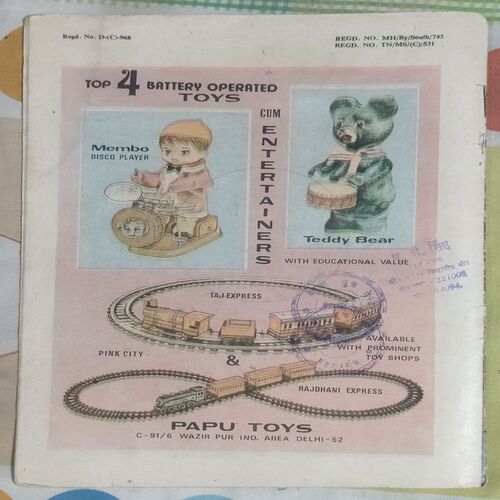 Regd. No. D-(C)-968
REGD. NO. MH/By/South/743
REGD. NO. TN/MS/(C)/531
TOP 4 BATTERY OPERATED
TOYS
CUM
ENTERTAINERS
Membo
DISCO PLAYER
Teddy Bear
WITH EDUCATIONAL VALUE
TAJ EXPRESS
AVAILABLE
WITH PROMINENT
TOY SHOPS
PINK CITY -
&
RAJDHANI EXPRESS
PAPU TOYS
C-91/6 WAZIR PUR IND. AREA DELHI-52